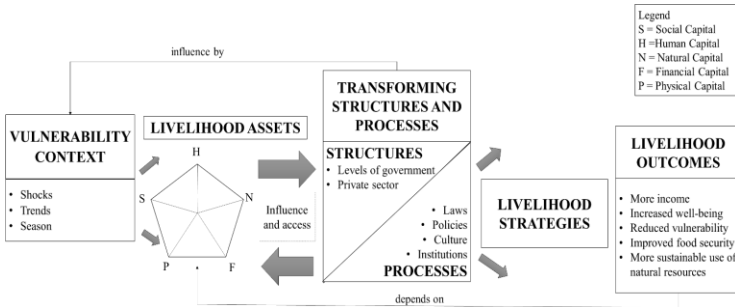 Legend
S = Social Capital
H =Human Capital
N = Natural Capital
F = Financial Capital
P = Physical Capital
influence by
VULNERABILITY
CONTEXT
• Shocks
• Trends
• Season
LIVELIHOOD ASSETS
H
S
N
P
F
Influence
and access
TRANSFORMING
STRUCTURES AND
PROCESSES
STRUCTURES
• Levels of government
• Private sector
• Laws
• Policies
• Culture
• Institutions
PROCESSES
LIVELIHOOD
STRATEGIES
LIVELIHOOD
OUTCOMES
• More income
• Increased well-being
• Reduced vulnerability
• Improved food security
• More sustainable use of
natural resources
depends on